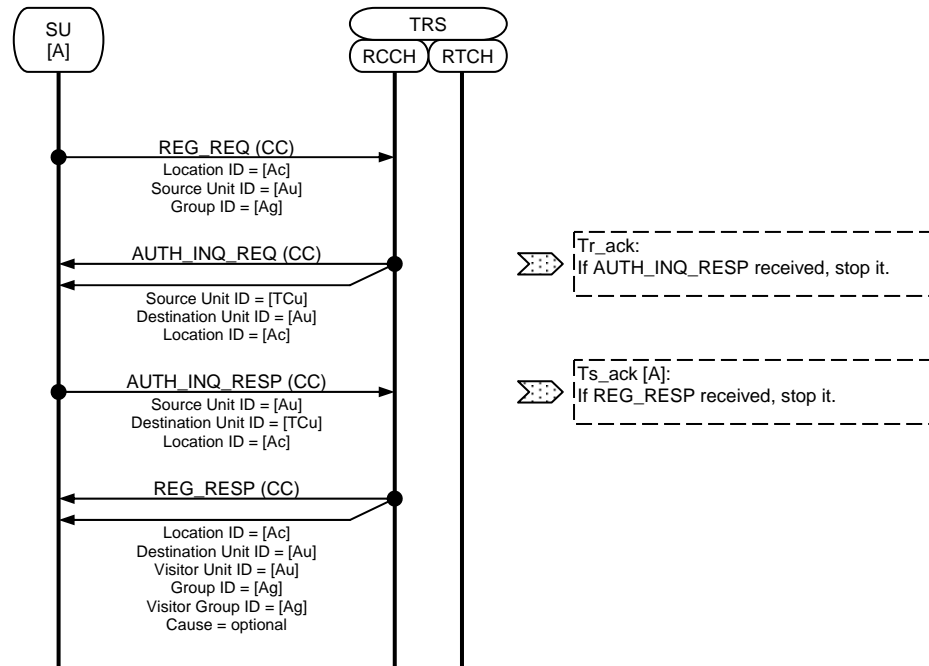 SU
[A]
TRS
RCCH
RTCH
REG_REQ (CC)
Location ID = [Ac]
Source Unit ID = [Au]
Group ID = [Ag]
AUTH_INQ_REQ (CC)
Source Unit ID = [TCu]
Destination Unit ID = [Au]
Location ID = [Ac]
Tr_ack:
If AUTH_INQ_RESP received, stop it.
AUTH_INQ_RESP (CC)
Source Unit ID = [Au]
Destination Unit ID = [TCu]
Location ID = [Ac]
Ts_ack [A]:
If REG_RESP received, stop it.
REG_RESP (CC)
Location ID = [Ac]
Destination Unit ID = [Au]
Visitor Unit ID = [Au]
Group ID = [Ag]
Visitor Group ID = [Ag]
Cause = optional